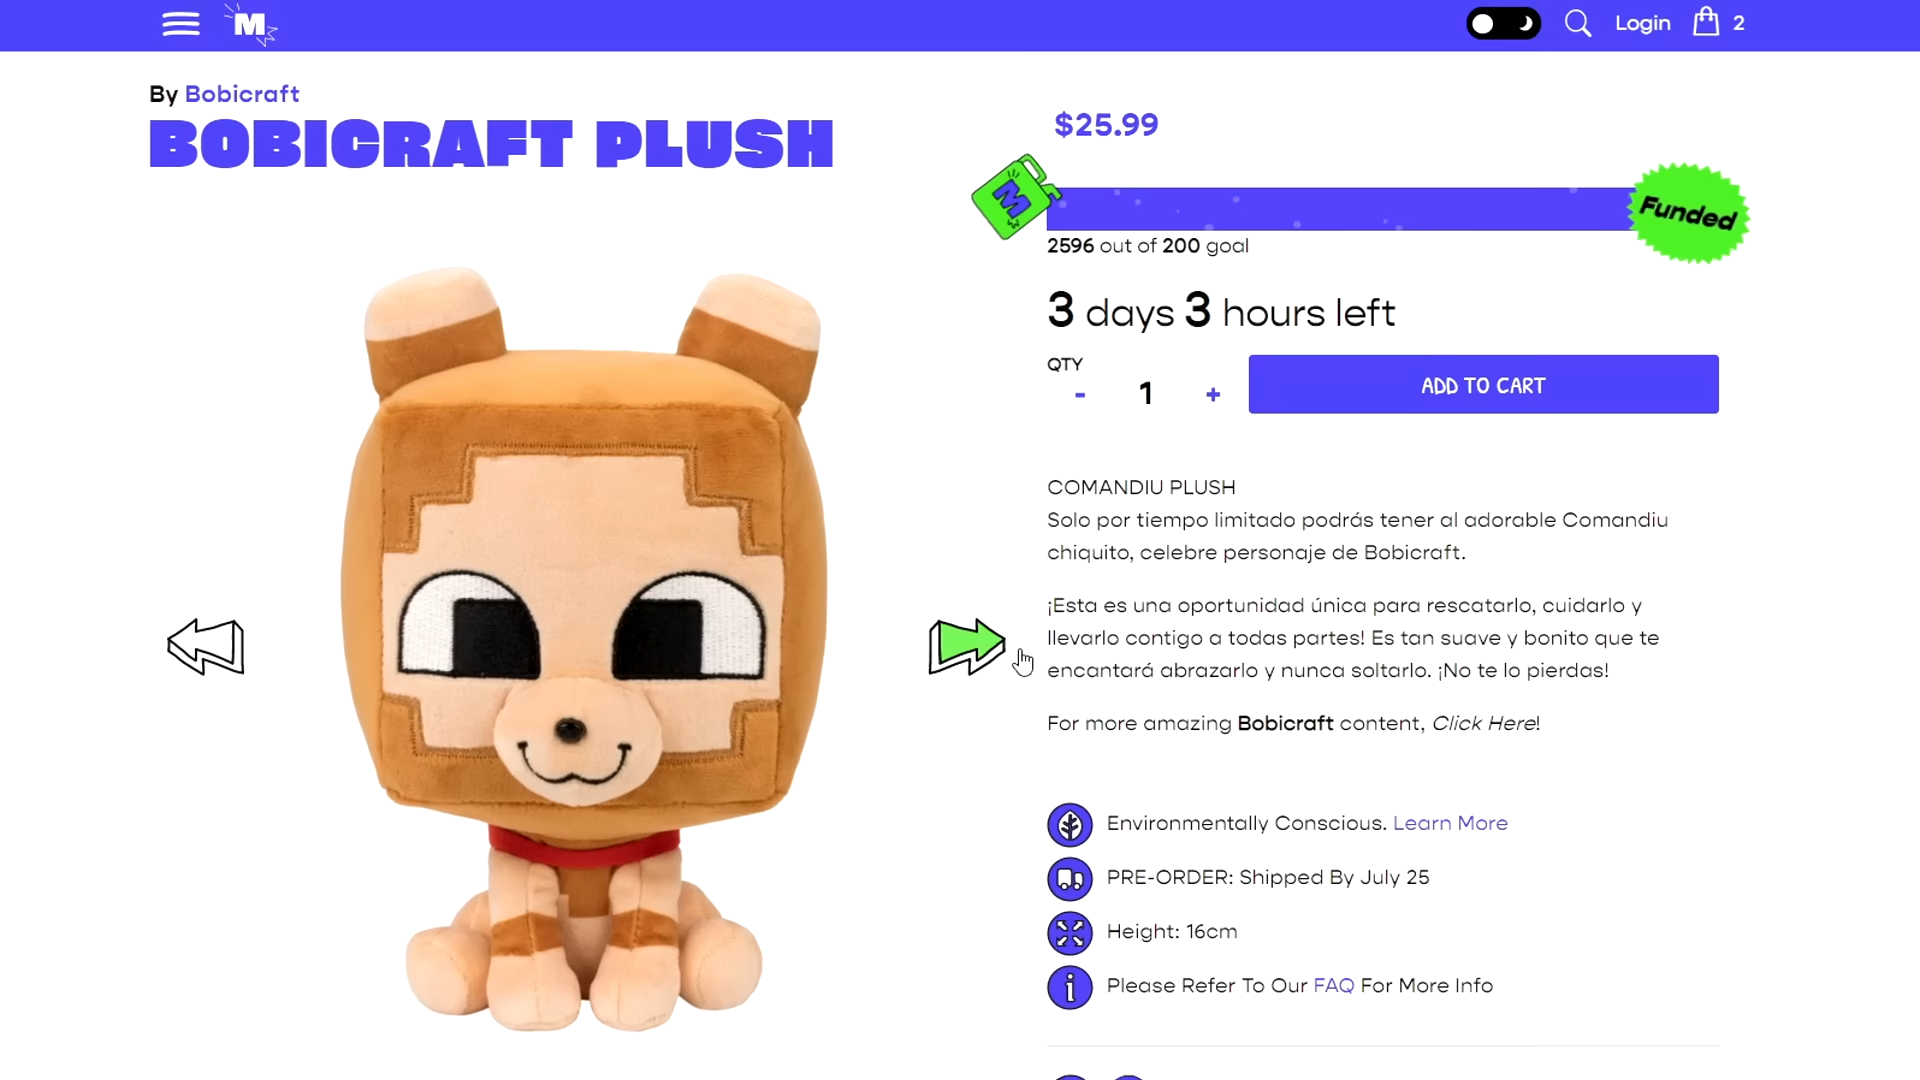 M
Login
2
By Bobicraft
BOBICRAFT PLUSH
$25.99
M
Funded
2596 out of 200 goal
3 days 3 hours left
QTY
- 1 +
ADD TO CART
COMANDIU PLUSH
Solo por tiempo limitado podrás tener al adorable Comandiu
chiquito, celebre personaje de Bobicraft.
¡Esta es una oportunidad única para rescatarlo, cuidarlo y
llevarlo contigo a todas partes! Es tan suave y bonito que te
encantará abrazarlo y nunca soltarlo. ¡No te lo pierdas!
For more amazing Bobicraft content, Click Here!
Environmentally Conscious. Learn More
PRE-ORDER: Shipped By July 25
Height: 16cm
Please Refer To Our FAQ For More Info